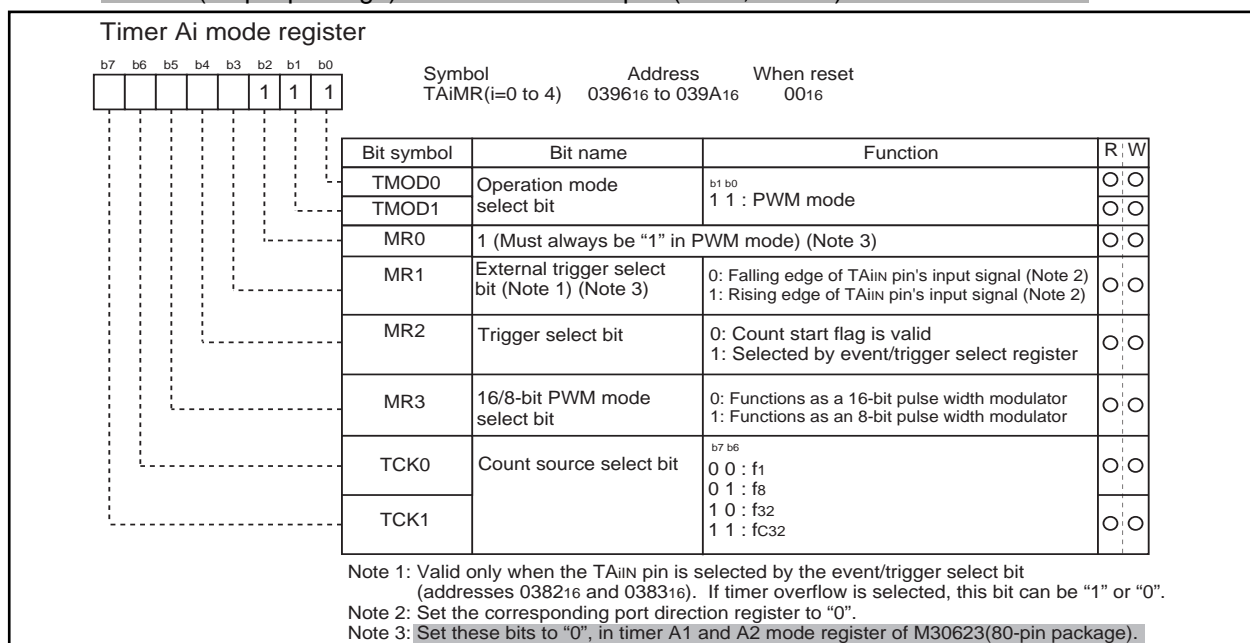 Timer Ai mode register
b7 b6 b5 b4 b3 b2 b1 b0
1 1 1
Symbol Address When reset
TAiMR(i=0 to 4) 039616 to 039A16 0016
Bit symbol Bit name Function R W
TMOD0 Operation mode select bit b1 b0
1 1 : PWM mode
TMOD1
MR0 1 (Must always be “1” in PWM mode) (Note 3)
MR1 External trigger select bit (Note 1) (Note 3) 0: Falling edge of TAiIN pin's input signal (Note 2)
1: Rising edge of TAiIN pin's input signal (Note 2)
MR2 Trigger select bit 0: Count start flag is valid
1: Selected by event/trigger select register
MR3 16/8-bit PWM mode select bit 0: Functions as a 16-bit pulse width modulator
1: Functions as an 8-bit pulse width modulator
TCK0 Count source select bit b7 b6
0 0 : f1
0 1 : f8
TCK1 1 0 : f32
1 1 : fC32
Note 1: Valid only when the TAiIN pin is selected by the event/trigger select bit
(addresses 038216 and 038316). If timer overflow is selected, this bit can be “1” or “0”.
Note 2: Set the corresponding port direction register to “0”.
Note 3: Set these bits to “0”, in timer A1 and A2 mode register of M30623(80-pin package).